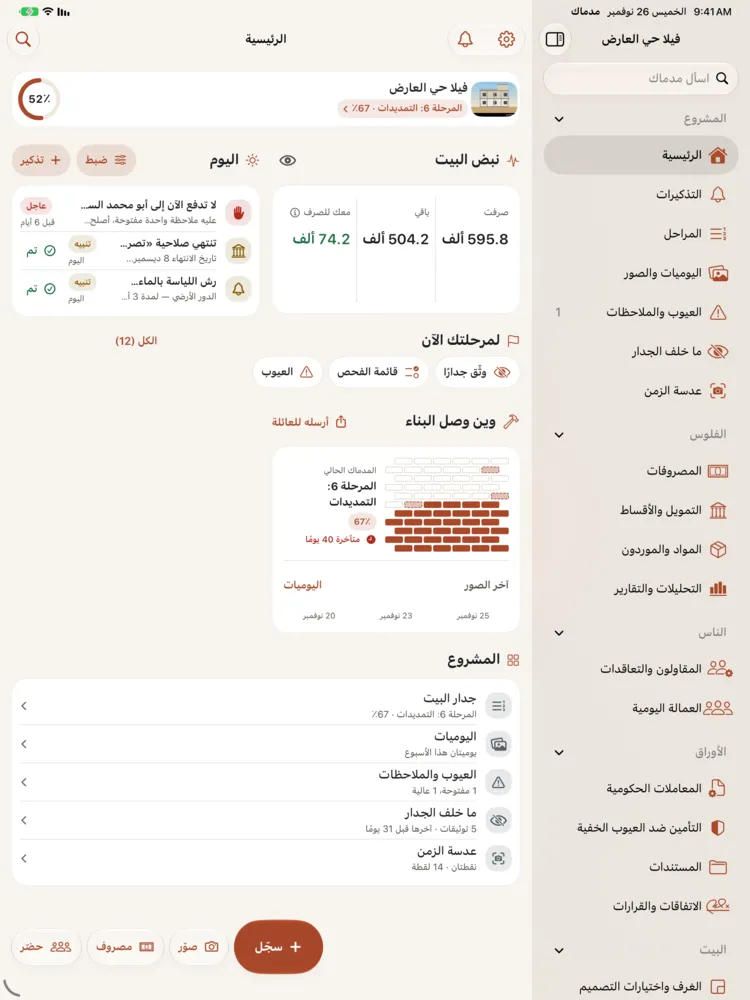 9:41 AM الخميس 26 نوفمبر مدماك
فيلا حي العارض
اسأل مدماك
المشروع
الرئيسية
التذكيرات
المراحل
اليوميات والصور
العيوب والملاحظات 1
ما خلف الجدار
عدسة الزمن
الفلوس
المصروفات
التمويل والأقساط
المواد والموردون
التحليلات والتقارير
الناس
المقاولون والتعاقدات
العمالة اليومية
الأوراق
المعاملات الحكومية
التأمين ضد العيوب الخفية
المستندات
الاتفاقات والقرارات
البيت
الغرف واختيارات التصميم
الرئيسية
فيلا حي العارض
المرحلة 6: التمديدات · 67٪
52٪
نبض البيت
صرفت
595.8 ألف
باقي
504.2 ألف
معك للصرف
74.2 ألف
اليوم
ضبط
تذكير
لا تدفع الآن إلى أبو محمد الس...
عليه ملاحظة واحدة مفتوحة، أصلح...
عاجل
قبل 6 أيام
تنتهي صلاحية «تصر...
تاريخ الانتهاء 8 ديسمبر...
تنبيه
اليوم
تم
رش اللياسة بالماء...
الدور الأرضي — لمدة 3 أ...
تنبيه
اليوم
تم
لمرحلتك الآن
الكل (12)
وثّق جدارًا
قائمة الفحص
العيوب
وين وصل البناء
أرسله للعائلة
المدماك الحالي
المرحلة 6:
التمديدات
67٪
متأخرة 40 يومًا
آخر الصور
اليوميات
25 نوفمبر
23 نوفمبر
20 نوفمبر
المشروع
جدار البيت
المرحلة 6: التمديدات · 67٪
اليوميات
يوميتان هذا الأسبوع
العيوب والملاحظات
1 مفتوحة، 1 عالية
ما خلف الجدار
5 توثيقات · آخرها قبل 31 يومًا
عدسة الزمن
نقطتان · 14 لقطة
سجّل
صوّر
مصروف
حضّر